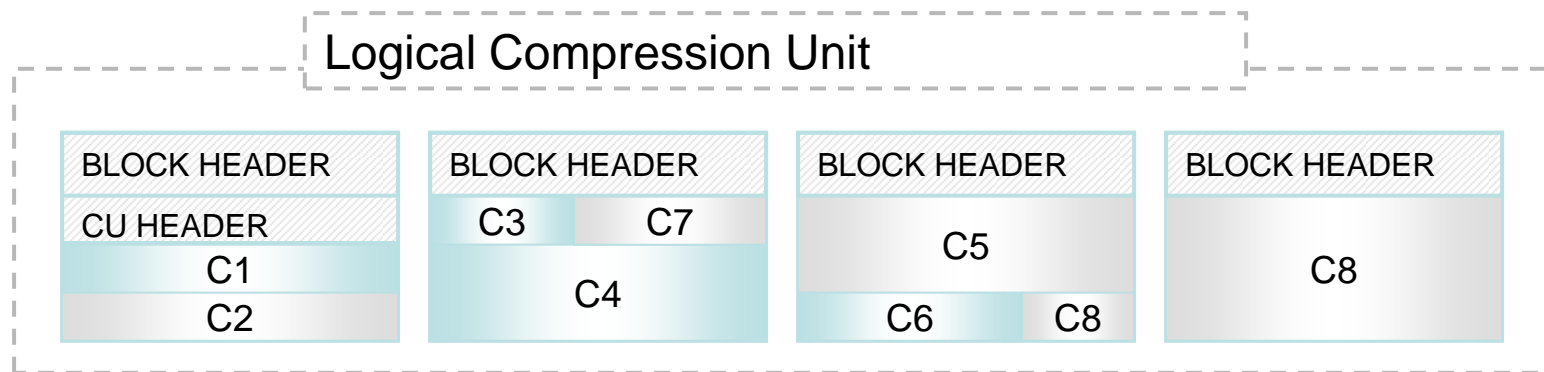 Logical Compression Unit
BLOCK HEADER
CU HEADER
C1
C2
BLOCK HEADER
C3 C7
C4
BLOCK HEADER
C5
C6 C8
BLOCK HEADER
C8